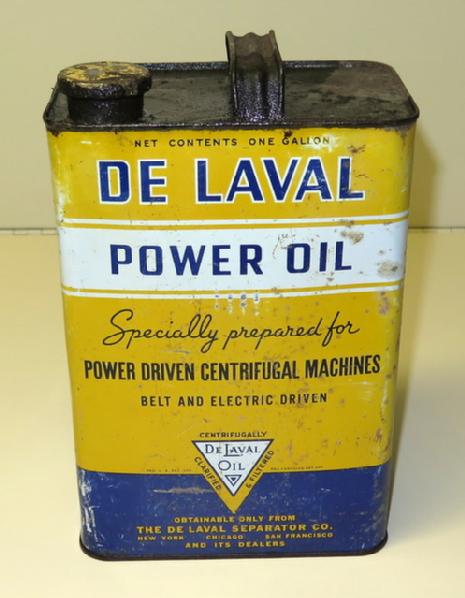 NET CONTENTS ONE GALLON
DE LAVAL
POWER OIL
Specially prepared for
POWER DRIVEN CENTRIFUGAL MACHINES
BELT AND ELECTRIC DRIVEN
CENTRIFUGALLY
DE LAVAL
OIL
CLARIFIED & FILTERED
OBTAINABLE ONLY FROM
THE DE LAVAL SEPARATOR CO.
NEW YORK CHICAGO SAN FRANCISCO
AND ITS DEALERS